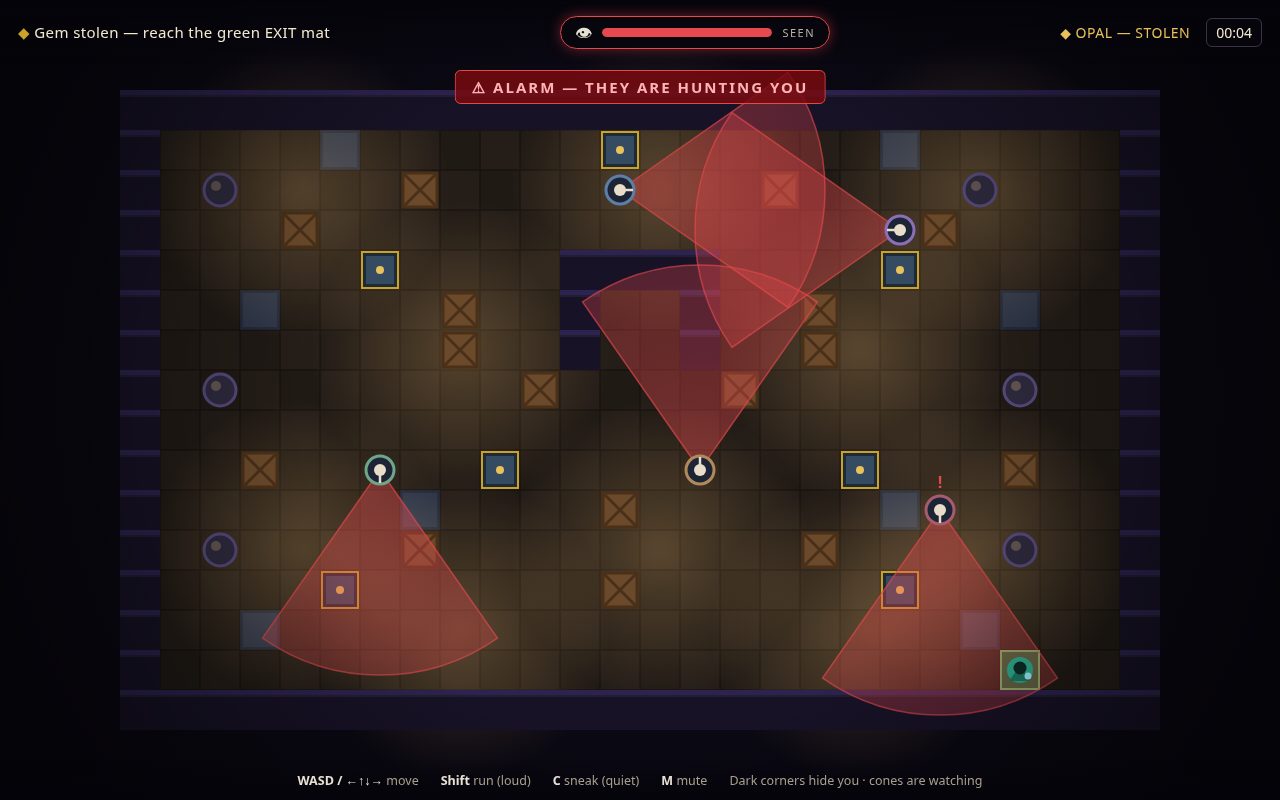 ◆ Gem stolen — reach the green EXIT mat
SEEN
◆ OPAL — STOLEN
00:04
⚠ ALARM — THEY ARE HUNTING YOU
!
WASD / ←↑↓→ move Shift run (loud) C sneak (quiet) M mute Dark corners hide you · cones are watching